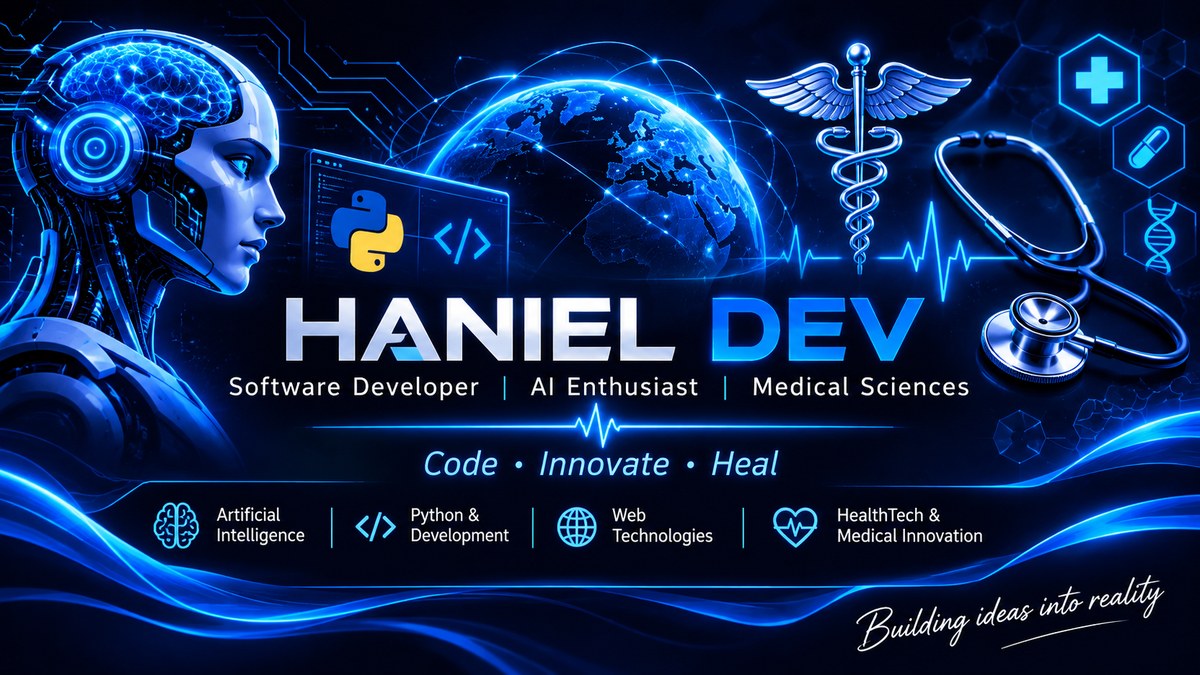 HANIEL DEV
Software Developer | AI Enthusiast | Medical Sciences
Code • Innovate • Heal
Artificial
Intelligence
Python &
Development
Web
Technologies
HealthTech &
Medical Innovation
Building ideas into reality